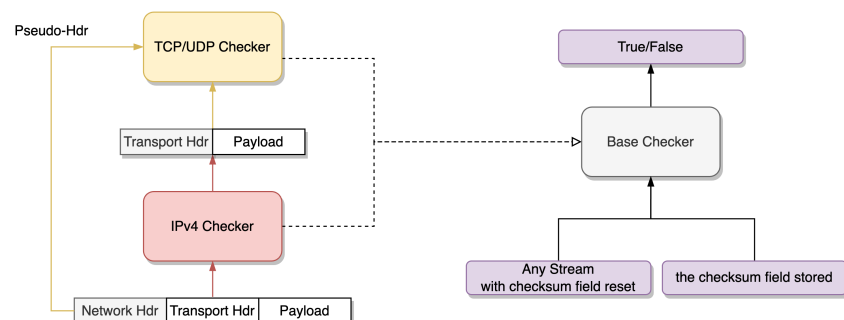 Pseudo-Hdr
TCP/UDP Checker
True/False
Transport Hdr
Payload
Base Checker
IPv4 Checker
Any Stream
with checksum field reset
the checksum field stored
Network Hdr
Transport Hdr
Payload